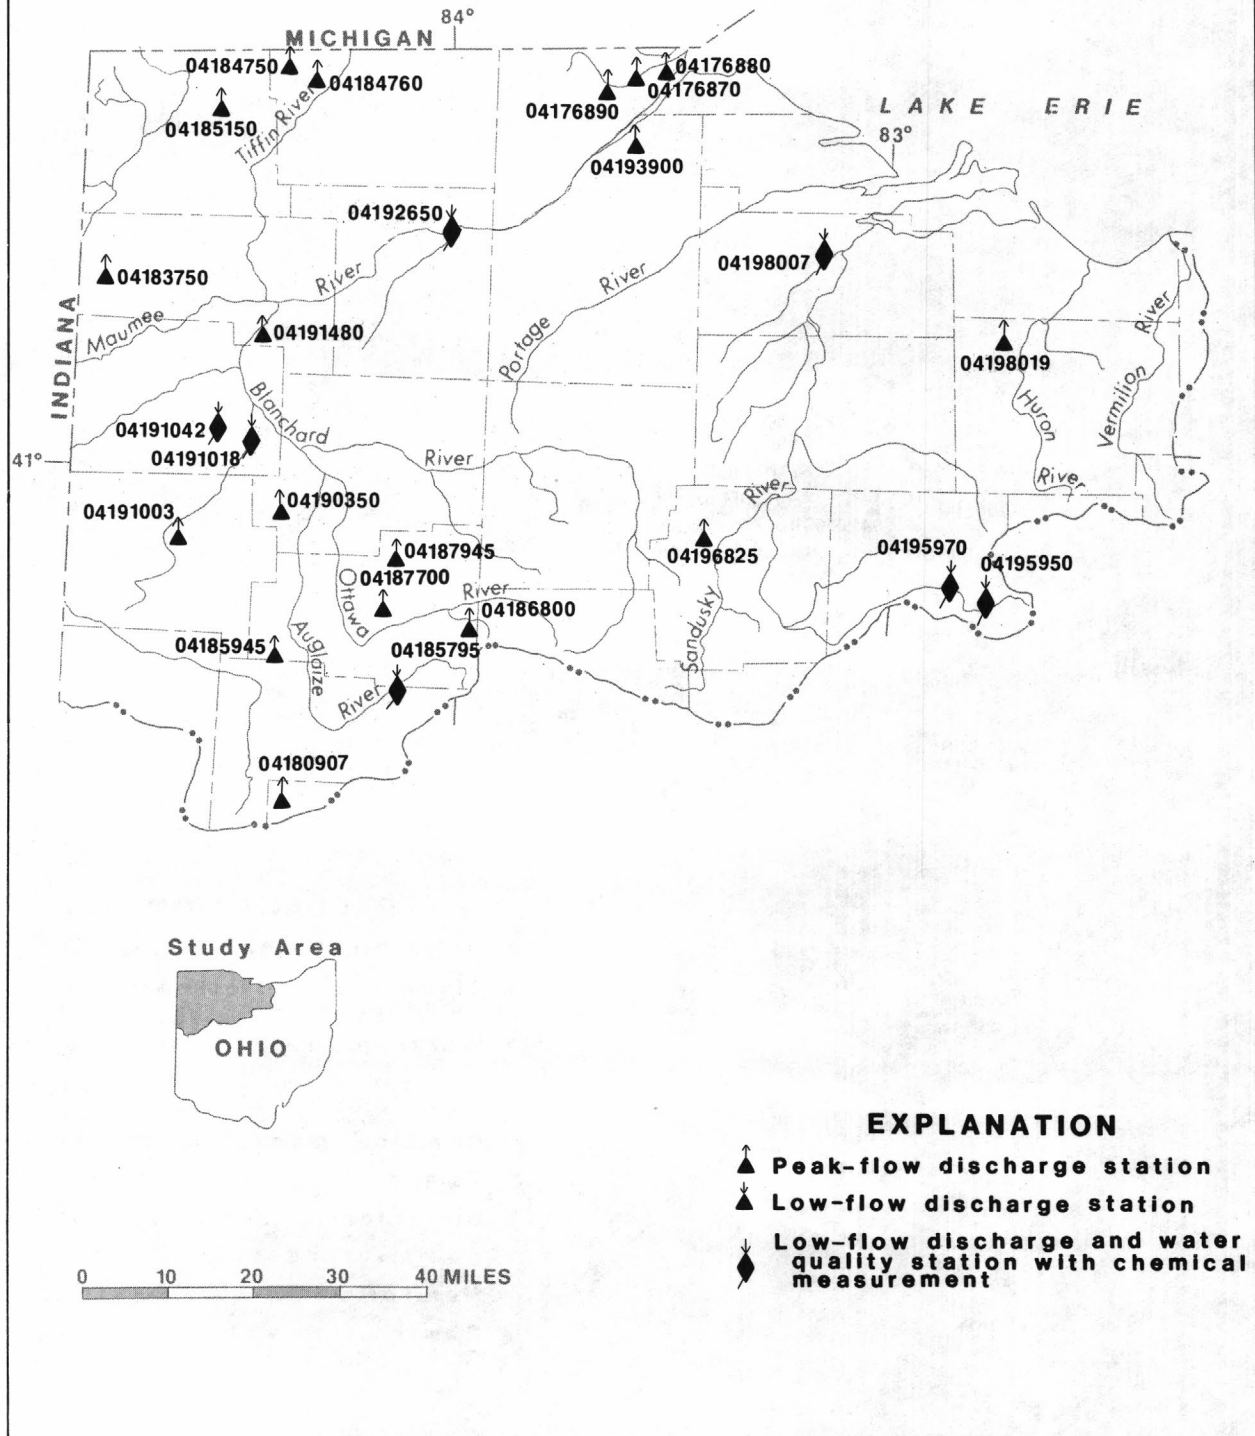 84°
MICHIGAN
04184750
04184760
04176880
04176870
04176890
04185150
Tiffin River
LAKE ERIE
83°
04193900
04192650
04198007
04183750
River
River
River
INDIANA
Maumee
04191480
Portage
04198019
Blanchard
Huron
Vermilion
04191042
04191018
41°
River
River
River
04190350
04191003
04187945
04196825
04195970
04195950
04187700
Ottawa
River
04186800
Sandusky
04185945
Auglaize
04185795
River
04180907
Study Area
OHIO
EXPLANATION
Peak-flow discharge station
Low-flow discharge station
Low-flow discharge and water
quality station with chemical
measurement
0 10 20 30 40 MILES